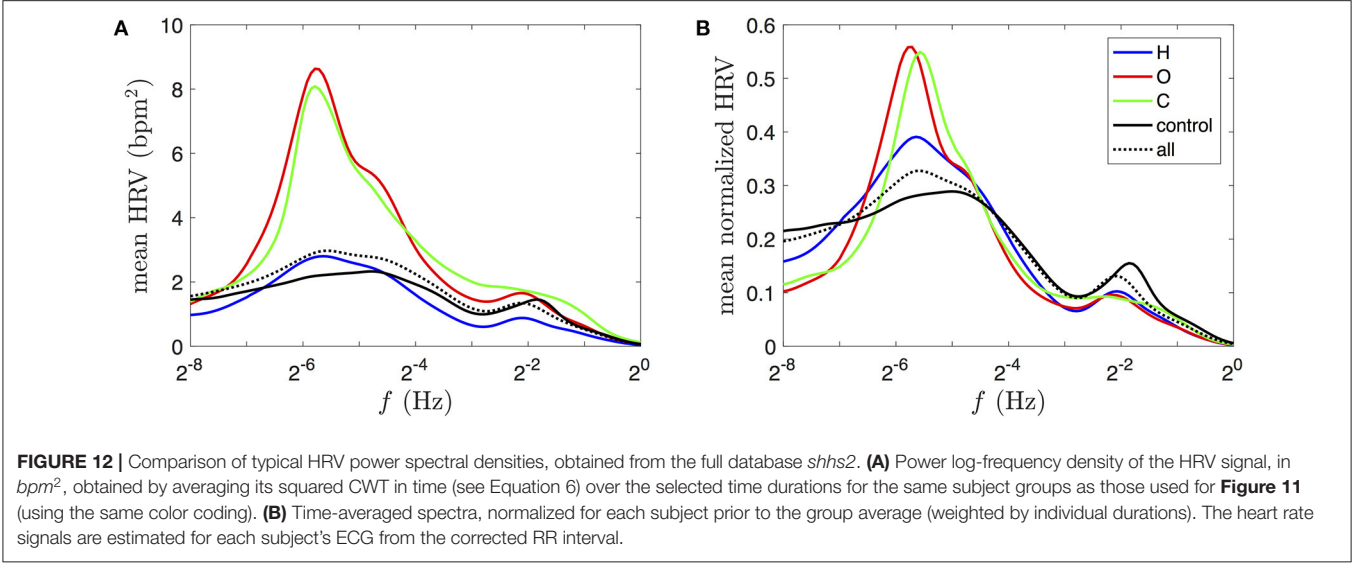 A
10
8
6
4
2
0
mean HRV (bpm²)
2⁻⁸
2⁻⁶
2⁻⁴
2⁻²
2⁰
f (Hz)
B
0.6
0.5
0.4
0.3
0.2
0.1
0
mean normalized HRV
H
O
C
control
all
2⁻⁸
2⁻⁶
2⁻⁴
2⁻²
2⁰
f (Hz)
FIGURE 12 | Comparison of typical HRV power spectral densities, obtained from the full database shhs2. (A) Power log-frequency density of the HRV signal, in
bpm², obtained by averaging its squared CWT in time (see Equation 6) over the selected time durations for the same subject groups as those used for Figure 11
(using the same color coding). (B) Time-averaged spectra, normalized for each subject prior to the group average (weighted by individual durations). The heart rate
signals are estimated for each subject's ECG from the corrected RR interval.